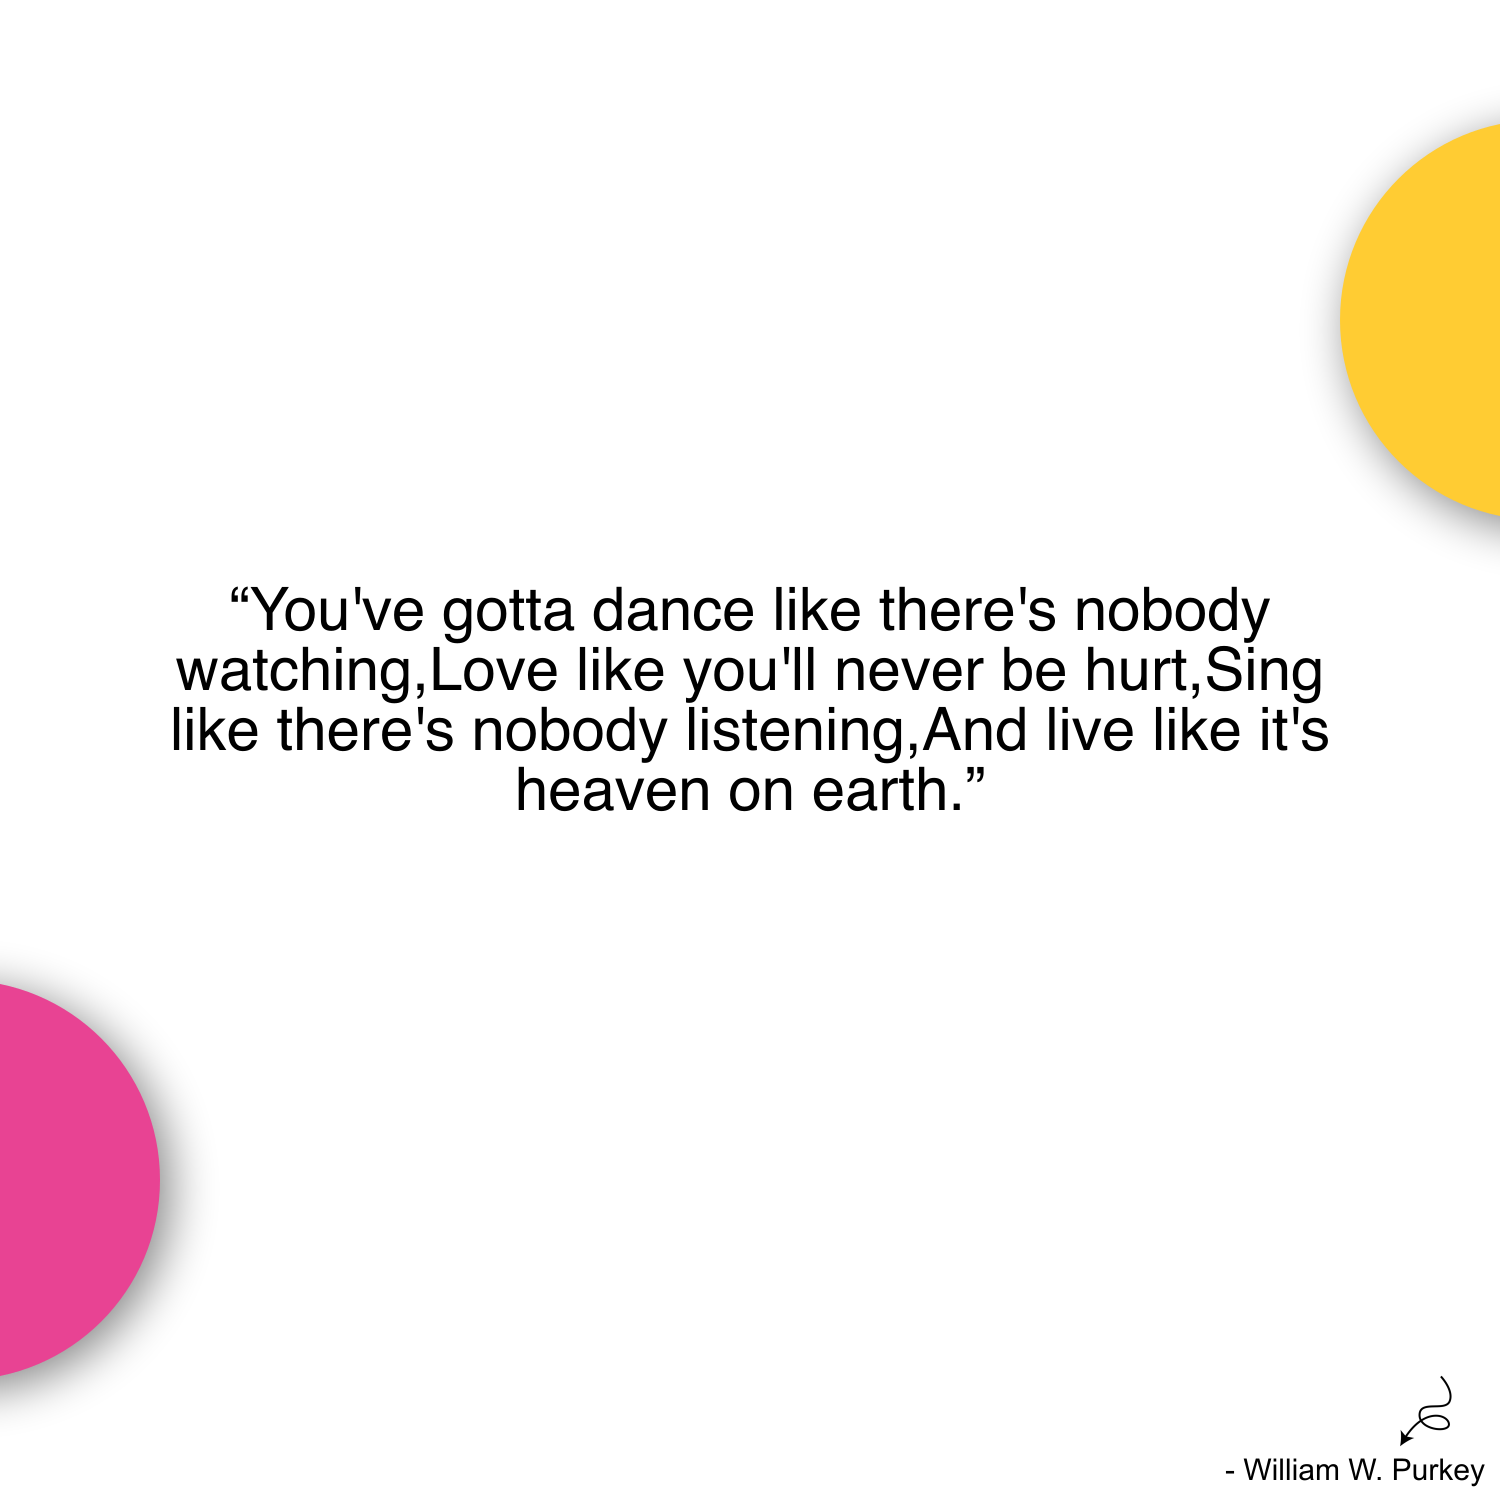 “You've gotta dance like there's nobody
watching,Love like you'll never be hurt,Sing
like there's nobody listening,And live like it's
heaven on earth.”
- William W. Purkey